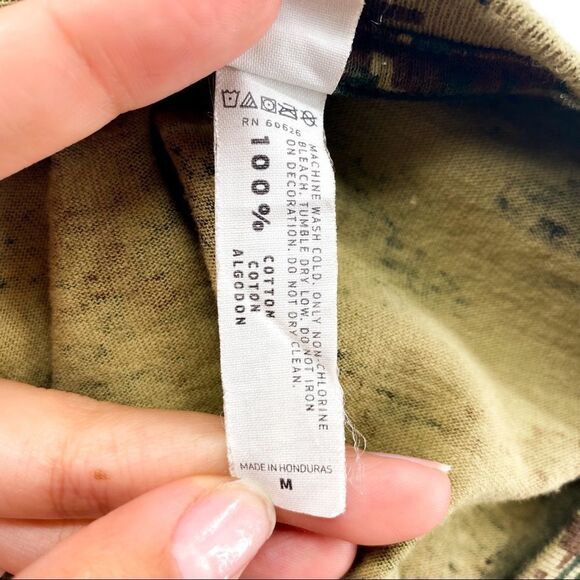 RN 60626
100%
COTTON
COTON
ALGODON
MACHINE WASH COLD. ONLY NON-CHLORINE
BLEACH. TUMBLE DRY LOW. DO NOT IRON
ON DECORATION. DO NOT DRY CLEAN.
MADE IN HONDURAS
M